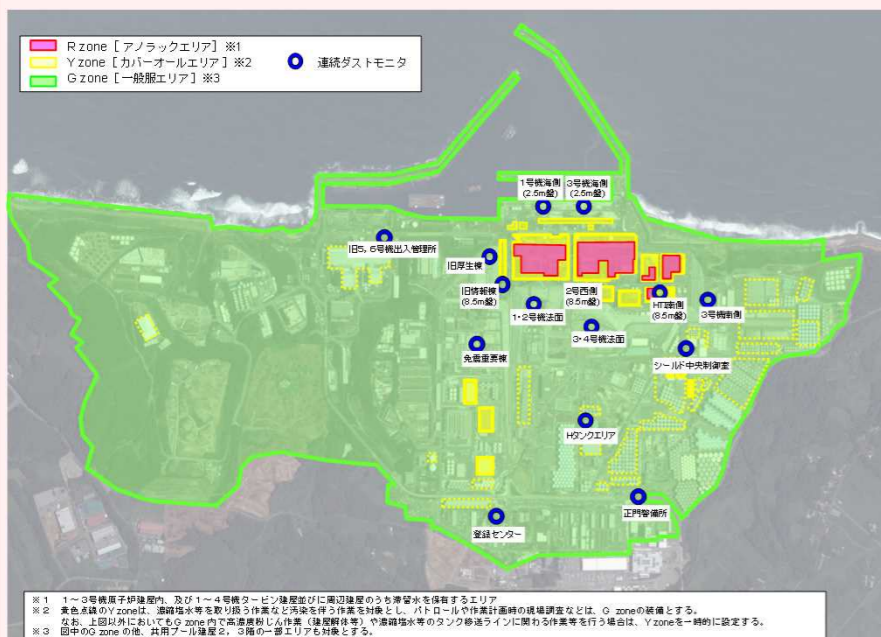 R zone [ アノラックエリア ] ※1
Y zone [ カバーオールエリア ] ※2
連続ダストモニタ
G zone [ 一般服エリア ] ※3
1号機海側
(2.5m盤)
3号機海側
(2.5m盤)
旧5, 6号機出入管理所
旧厚生棟
旧情報棟
(8.5m盤)
2号西側
(8.5m盤)
HTI南側
(8.5m盤)
3号機南側
1・2号機法面
3・4号機法面
免震重要棟
シールド中央制御室
Hタンクエリア
正門警備所
登録センター
※1 1～3号機原子炉建屋内、及び1～4号機タービン建屋並びに周辺建屋のうち滞留水を保有するエリア
※2 黄色点線のY zoneは、濃縮塩水等を取り扱う作業など汚染を伴う作業を対象とし、パトロールや作業計画時の現場調査などは、G zoneの装備とする。
なお、上図以外においてもG zone内で高濃度粉じん作業（建屋解体等）や濃縮塩水等のタンク移送ラインに関わる作業等を行う場合は、Y zoneを一時的に設定する。
※3 図中のG zone の他、共用プール建屋2，3階の一部エリアも対象とする。